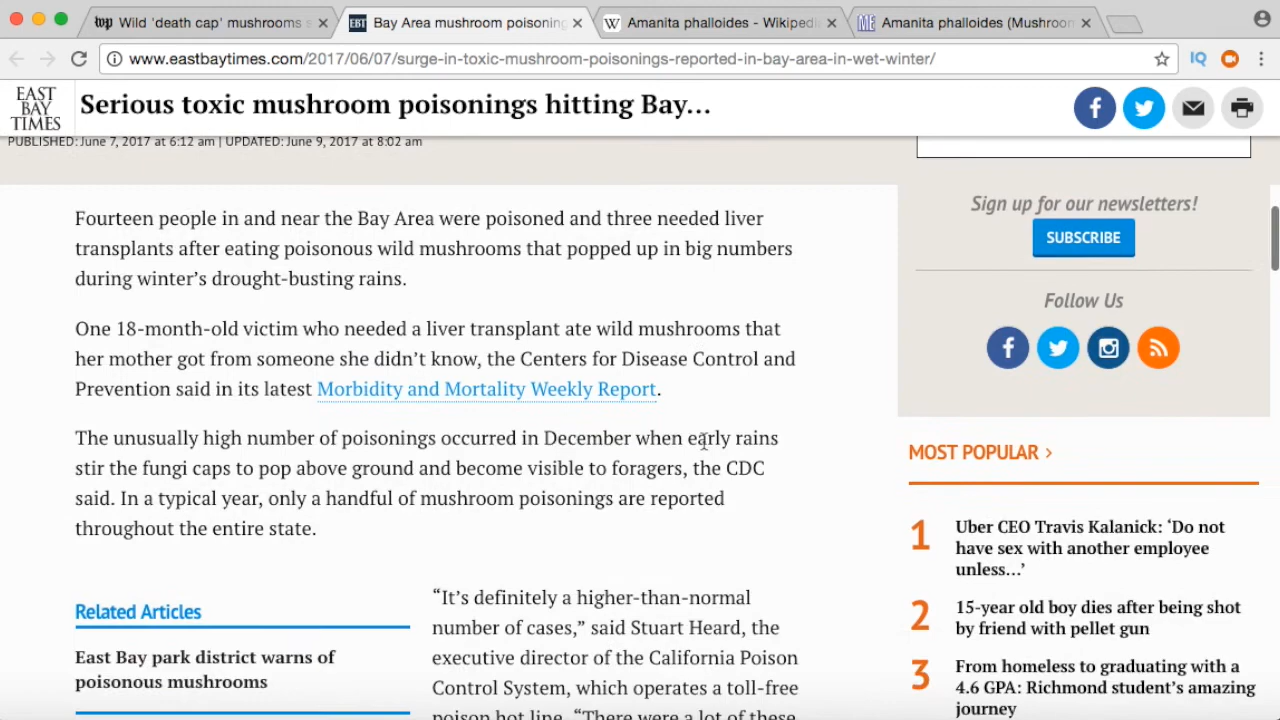 wp Wild 'death cap' mushrooms s
EBT Bay Area mushroom poisoning
W Amanita phalloides - Wikipedi
ME Amanita phalloides (Mushroom
www.eastbaytimes.com/2017/06/07/surge-in-toxic-mushroom-poisonings-reported-in-bay-area-in-wet-winter/
IQ
EAST
BAY
TIMES
Serious toxic mushroom poisonings hitting Bay...
PUBLISHED: June 7, 2017 at 6:12 am | UPDATED: June 9, 2017 at 8:02 am
Fourteen people in and near the Bay Area were poisoned and three needed liver
transplants after eating poisonous wild mushrooms that popped up in big numbers
during winter's drought-busting rains.
One 18-month-old victim who needed a liver transplant ate wild mushrooms that
her mother got from someone she didn't know, the Centers for Disease Control and
Prevention said in its latest Morbidity and Mortality Weekly Report.
The unusually high number of poisonings occurred in December when early rains
stir the fungi caps to pop above ground and become visible to foragers, the CDC
said. In a typical year, only a handful of mushroom poisonings are reported
throughout the entire state.
Related Articles
East Bay park district warns of
poisonous mushrooms
“It's definitely a higher-than-normal
number of cases,” said Stuart Heard, the
executive director of the California Poison
Control System, which operates a toll-free
poison hot line. “There were a lot of these
Sign up for our newsletters!
SUBSCRIBE
Follow Us
MOST POPULAR >
1 Uber CEO Travis Kalanick: ‘Do not
have sex with another employee
unless...’
2 15-year old boy dies after being shot
by friend with pellet gun
3 From homeless to graduating with a
4.6 GPA: Richmond student's amazing
journey